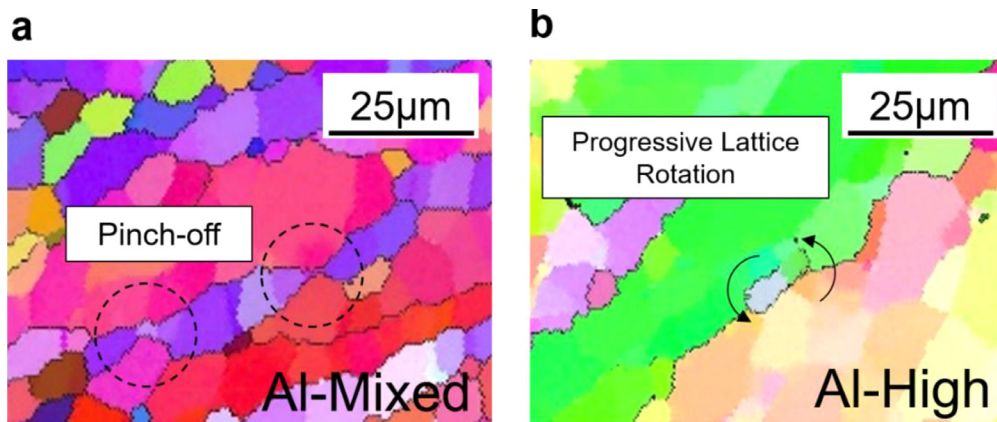 a
25μm
Pinch-off
Al-Mixed
b
25μm
Progressive Lattice
Rotation
Al-High